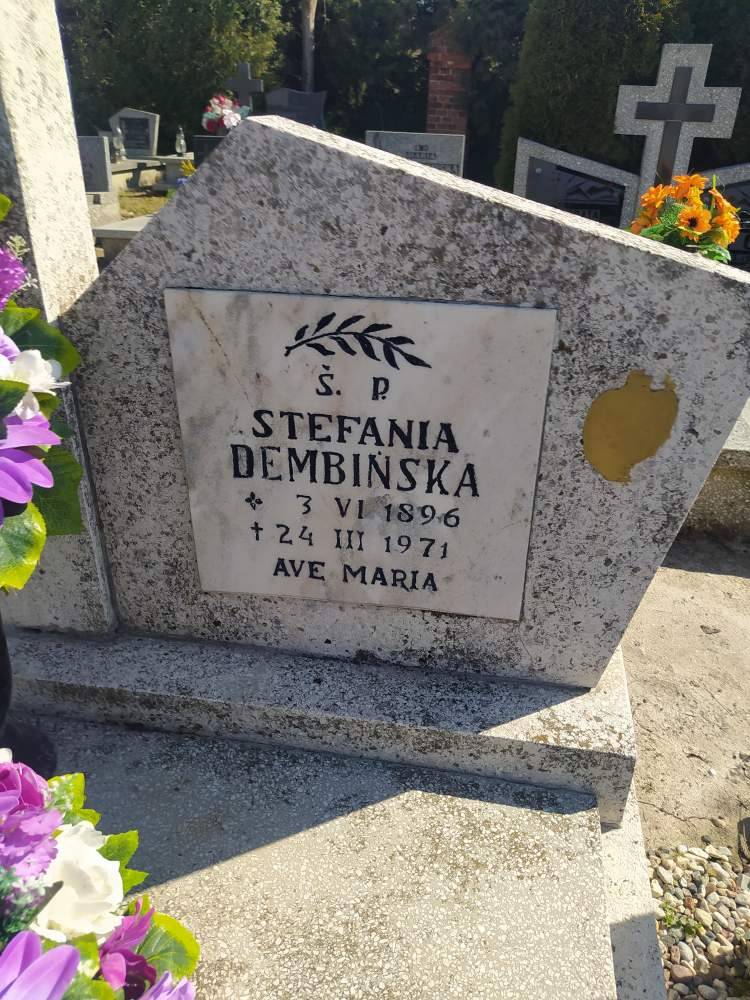 Ś. P.
STEFANIA
DEMBIŃSKA
3 VI 1896
† 24 III 1971
AVE MARIA